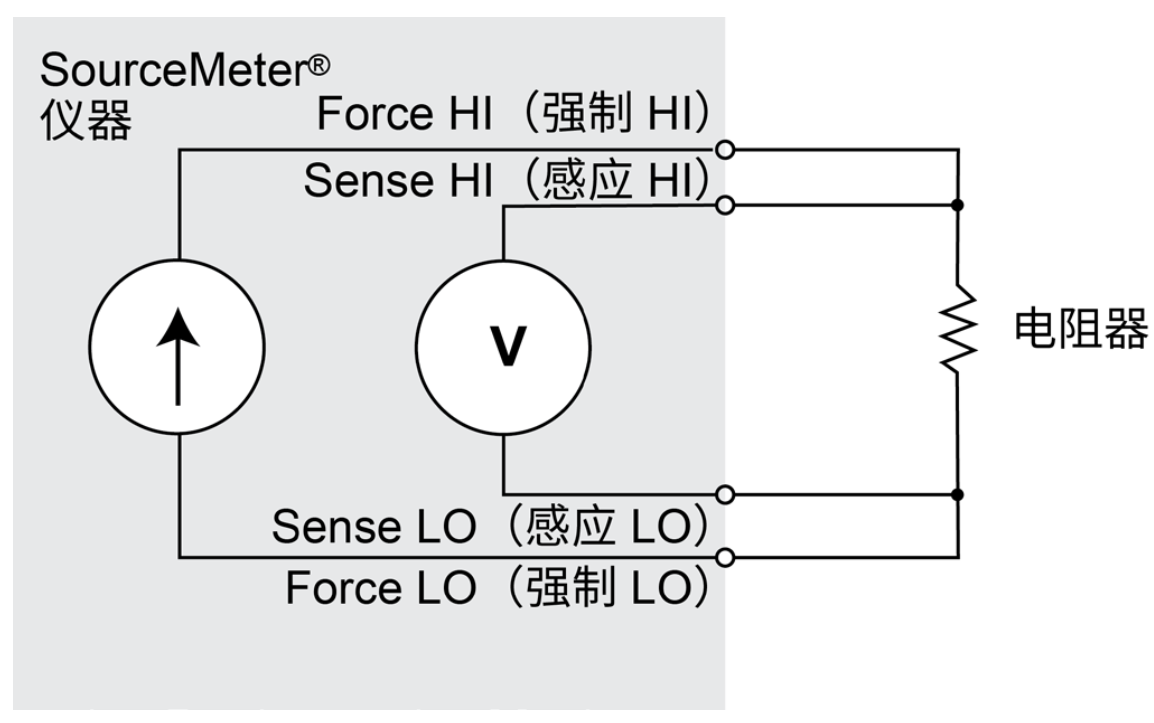 SourceMeter®
仪器
Force HI（强制 HI）
Sense HI（感应 HI）
V
电阻器
Sense LO（感应 LO）
Force LO（强制 LO）